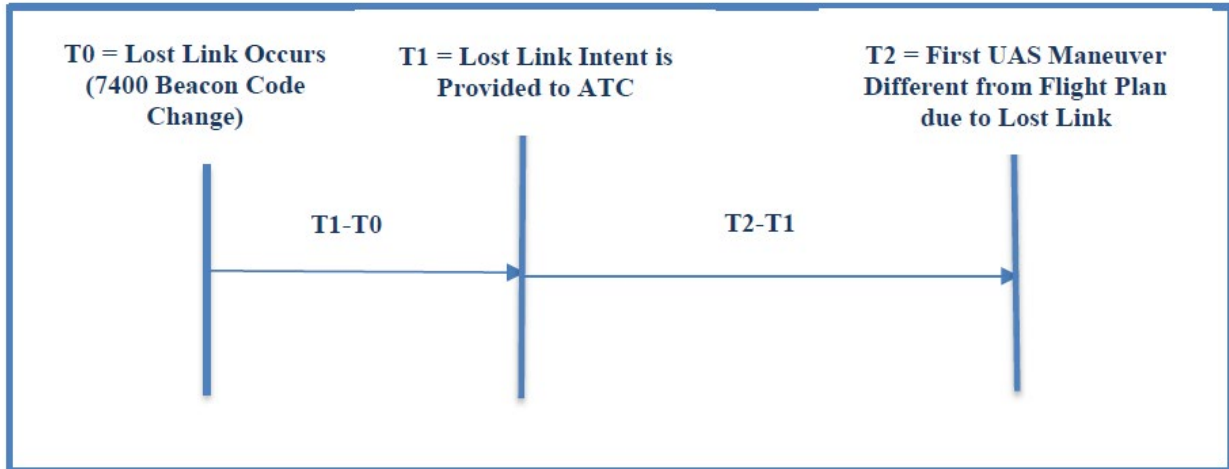 T0 = Lost Link Occurs
(7400 Beacon Code
Change)
T1 = Lost Link Intent is
Provided to ATC
T2 = First UAS Maneuver
Different from Flight Plan
due to Lost Link
T1-T0
T2-T1